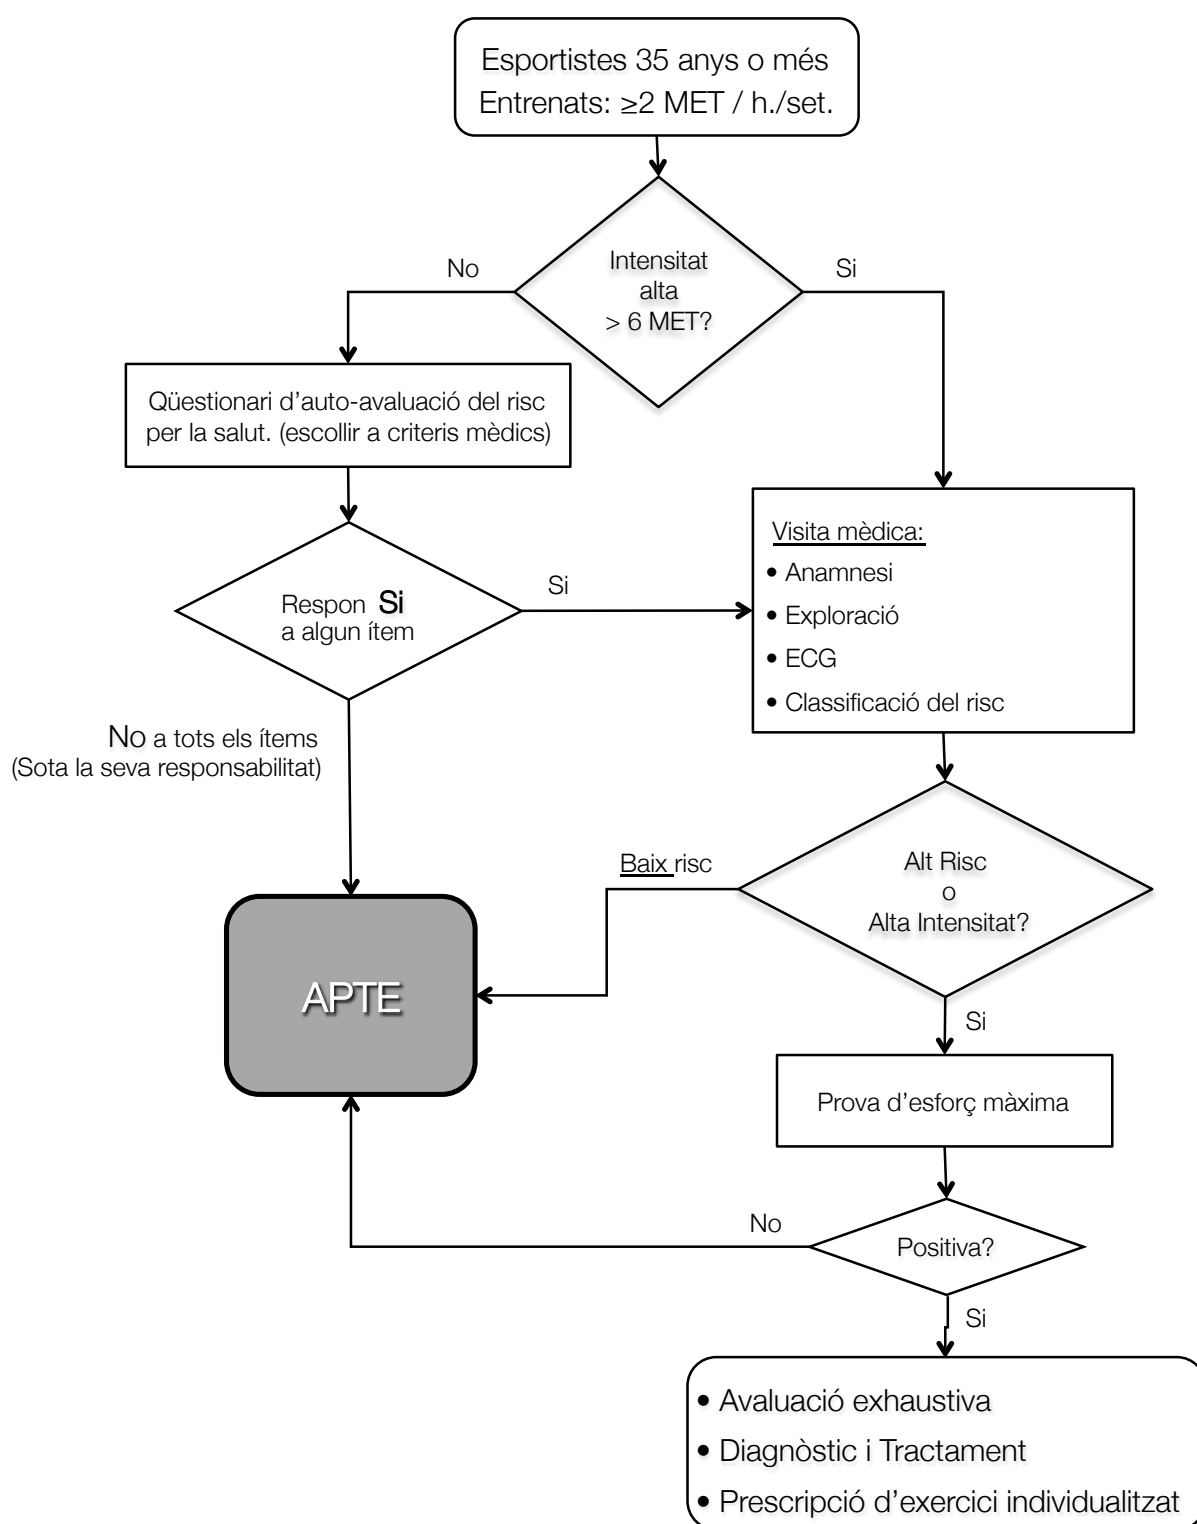 Esportistes 35 anys o més
Entrenats: ≥2 MET / h./set.
No
Intensitat
alta
> 6 MET?
Si
Qüestionari d’auto-avaluació del risc
per la salut. (escollir a criteris mèdics)
Respon Si
a algun ítem
Si
Visita mèdica:
• Anamnesi
• Exploració
• ECG
• Classificació del risc
No a tots els ítems
(Sota la seva responsabilitat)
Baix risc
Alt Risc
o
Alta Intensitat?
APTE
Si
Prova d’esforç màxima
No
Positiva?
Si
• Avaluació exhaustiva
• Diagnòstic i Tractament
• Prescripció d’exercici individualitzat